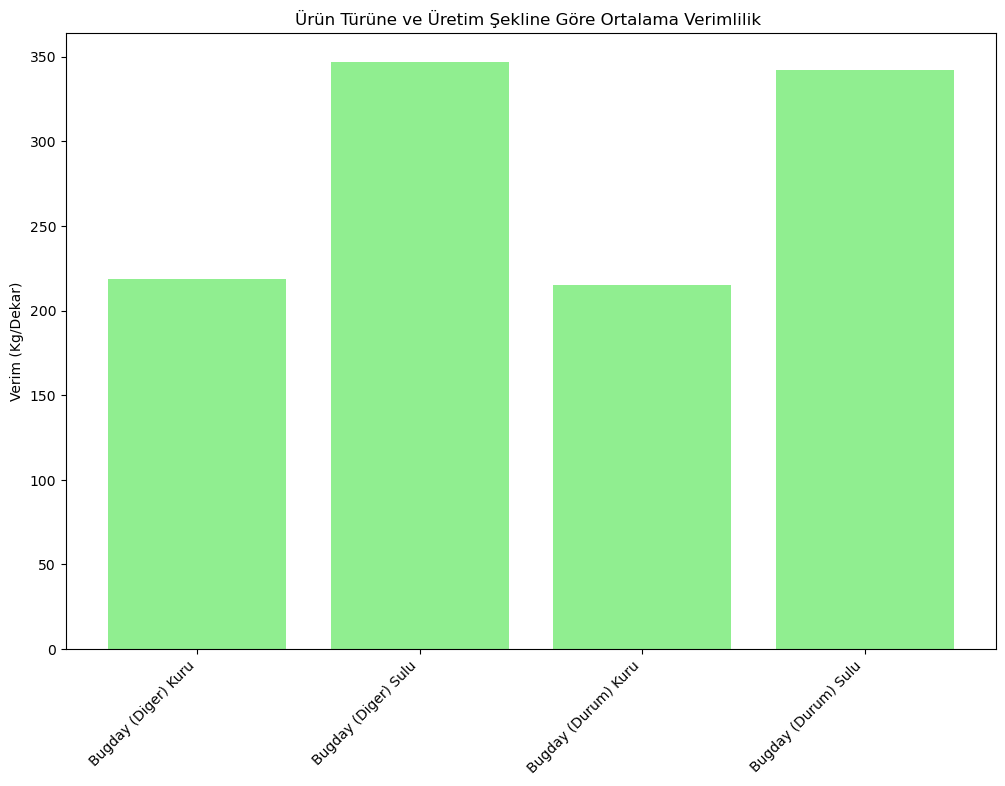 Ürün Türüne ve Üretim Şekline Göre Ortalama Verimlilik
Verim (Kg/Dekar)
350
300
250
200
150
100
50
0
Bugday (Diger) Kuru
Bugday (Diger) Sulu
Bugday (Durum) Kuru
Bugday (Durum) Sulu